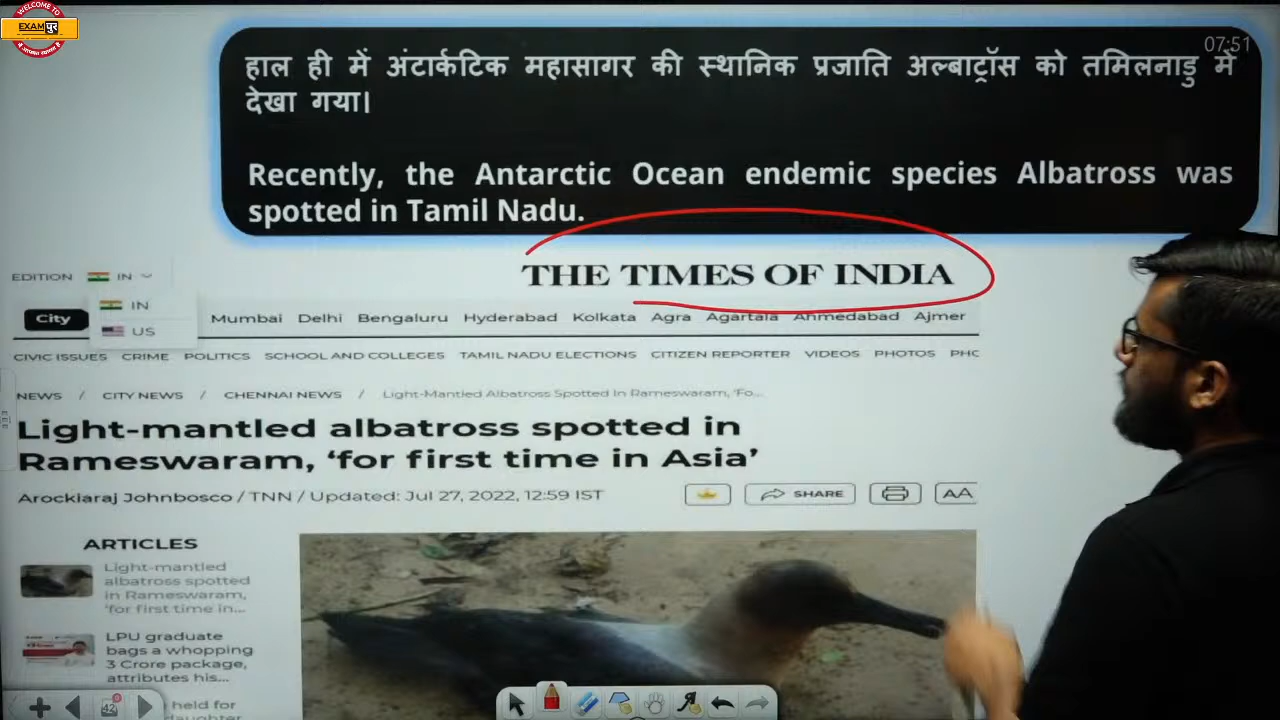 WELCOME TO
EXAMपुर
07:51
हाल ही में अंटार्कटिक महासागर की स्थानिक प्रजाति अल्बाट्रॉस को तमिलनाडु में
देखा गया।
Recently, the Antarctic Ocean endemic species Albatross was
spotted in Tamil Nadu.
EDITION IN
THE TIMES OF INDIA
IN
US
City Mumbai Delhi Bengaluru Hyderabad Kolkata Agra Agartala Ahmedabad Ajmer
CIVIC ISSUES CRIME POLITICS SCHOOL AND COLLEGES TAMIL NADU ELECTIONS CITIZEN REPORTER VIDEOS PHOTOS PHC
NEWS / CITY NEWS / CHENNAI NEWS / Light-Mantled Albatross Spotted In Rameswaram, 'Fo...
Light-mantled albatross spotted in
Rameswaram, 'for first time in Asia'
Arockiaraj Johnbosco / TNN / Updated: Jul 27, 2022, 12:59 IST
SHARE
AA
ARTICLES
Light-mantled
albatross spotted
in Rameswaram,
'for first time in...
LPU graduate
bags a whopping
3 Crore package,
attributes his...
held for
daughter
42